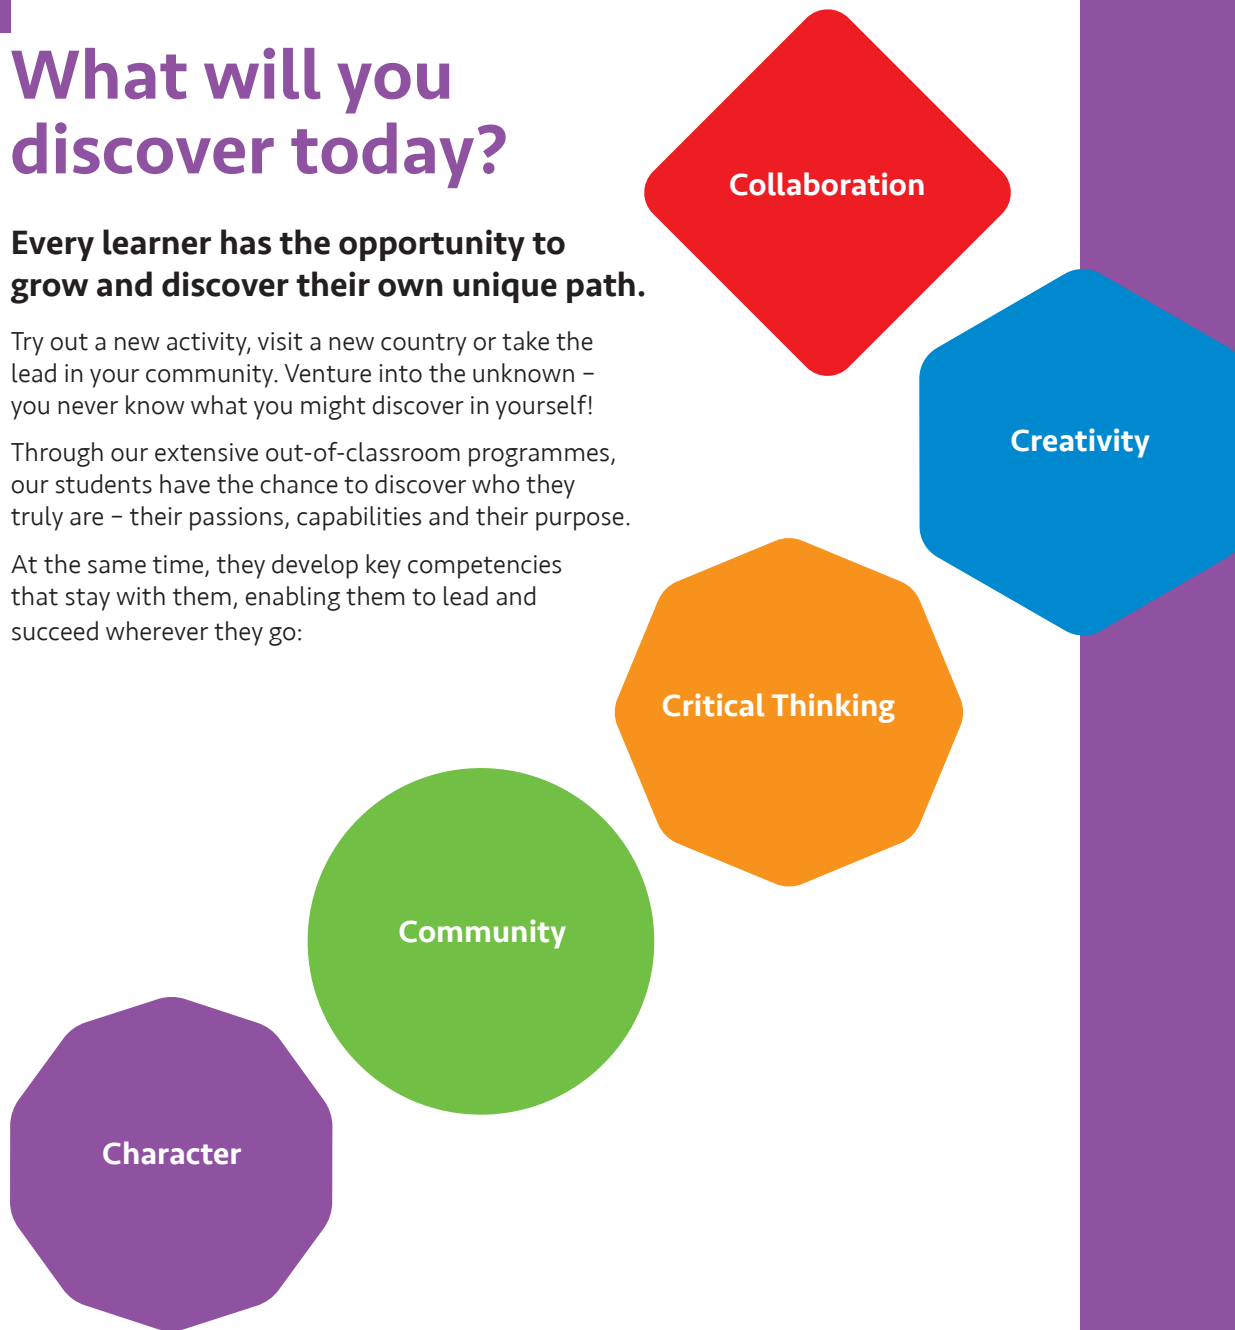 What will you
discover today?
Every learner has the opportunity to
grow and discover their own unique path.
Try out a new activity, visit a new country or take the
lead in your community. Venture into the unknown –
you never know what you might discover in yourself!
Through our extensive out-of-classroom programmes,
our students have the chance to discover who they
truly are – their passions, capabilities and their purpose.
At the same time, they develop key competencies
that stay with them, enabling them to lead and
succeed wherever they go:
Collaboration
Creativity
Critical Thinking
Community
Character